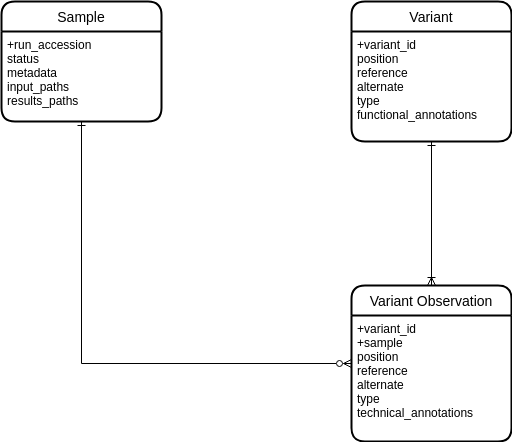 Sample
+run_accession
status
metadata
input_paths
results_paths
Variant
+variant_id
position
reference
alternate
type
functional_annotations
Variant Observation
+variant_id
+sample
position
reference
alternate
type
technical_annotations